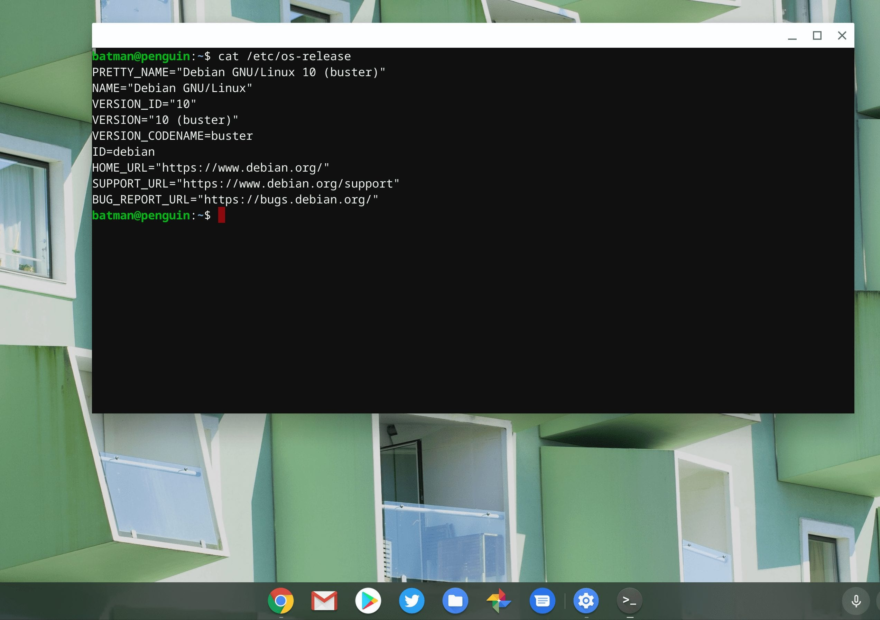 batman@penguin:~$ cat /etc/os-release
PRETTY_NAME="Debian GNU/Linux 10 (buster)"
NAME="Debian GNU/Linux"
VERSION_ID="10"
VERSION="10 (buster)"
VERSION_CODENAME=buster
ID=debian
HOME_URL="https://www.debian.org/"
SUPPORT_URL="https://www.debian.org/support"
BUG_REPORT_URL="https://bugs.debian.org/"
batman@penguin:~$